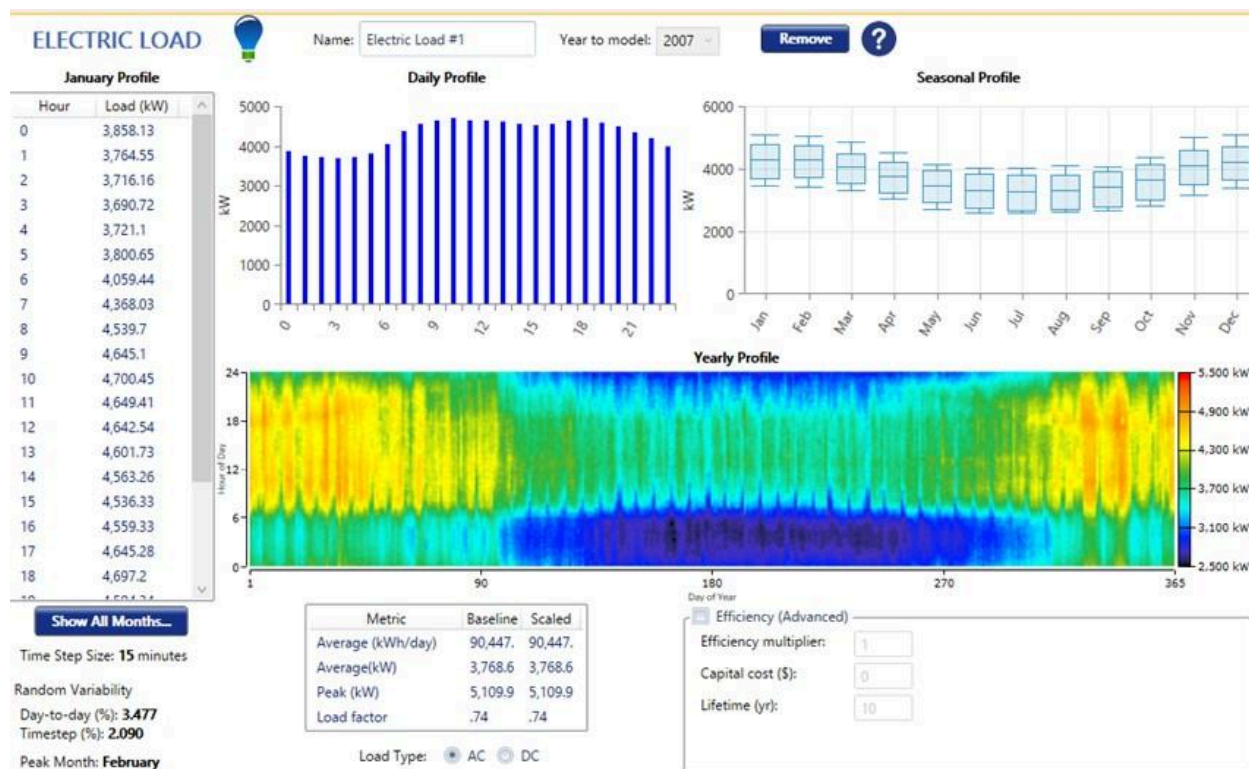 ELECTRIC LOAD
Name: Electric Load #1 Year to model: 2007 Remove ?
January Profile
Hour Load (kW)
0 3,858.13
1 3,764.55
2 3,716.16
3 3,690.72
4 3,721.1
5 3,800.65
6 4,059.44
7 4,368.03
8 4,539.7
9 4,645.1
10 4,700.45
11 4,649.41
12 4,642.54
13 4,601.73
14 4,563.26
15 4,536.33
16 4,559.33
17 4,645.28
18 4,697.2
Show All Months...
Time Step Size: 15 minutes
Random Variability
Day-to-day (%): 3.477
Timestep (%): 2.090
Peak Month: February
Daily Profile
kW
5000
4000
3000
2000
1000
0
0 3 6 9 12 15 18 21
Seasonal Profile
kW
6000
4000
2000
0
Jan Feb Mar Apr May Jun Jul Aug Sep Oct Nov Dec
Yearly Profile
Hour of Day
24
18
12
6
0
1 90 180 270 365
Day of Year
5,500 kW
4,900 kW
4,300 kW
3,700 kW
3,100 kW
2,500 kW
Metric Baseline Scaled
Average (kWh/day) 90,447. 90,447.
Average(kW) 3,768.6 3,768.6
Peak (kW) 5,109.9 5,109.9
Load factor .74 .74
Load Type: AC DC
Efficiency (Advanced)
Efficiency multiplier: 1
Capital cost ($): 0
Lifetime (yr): 10